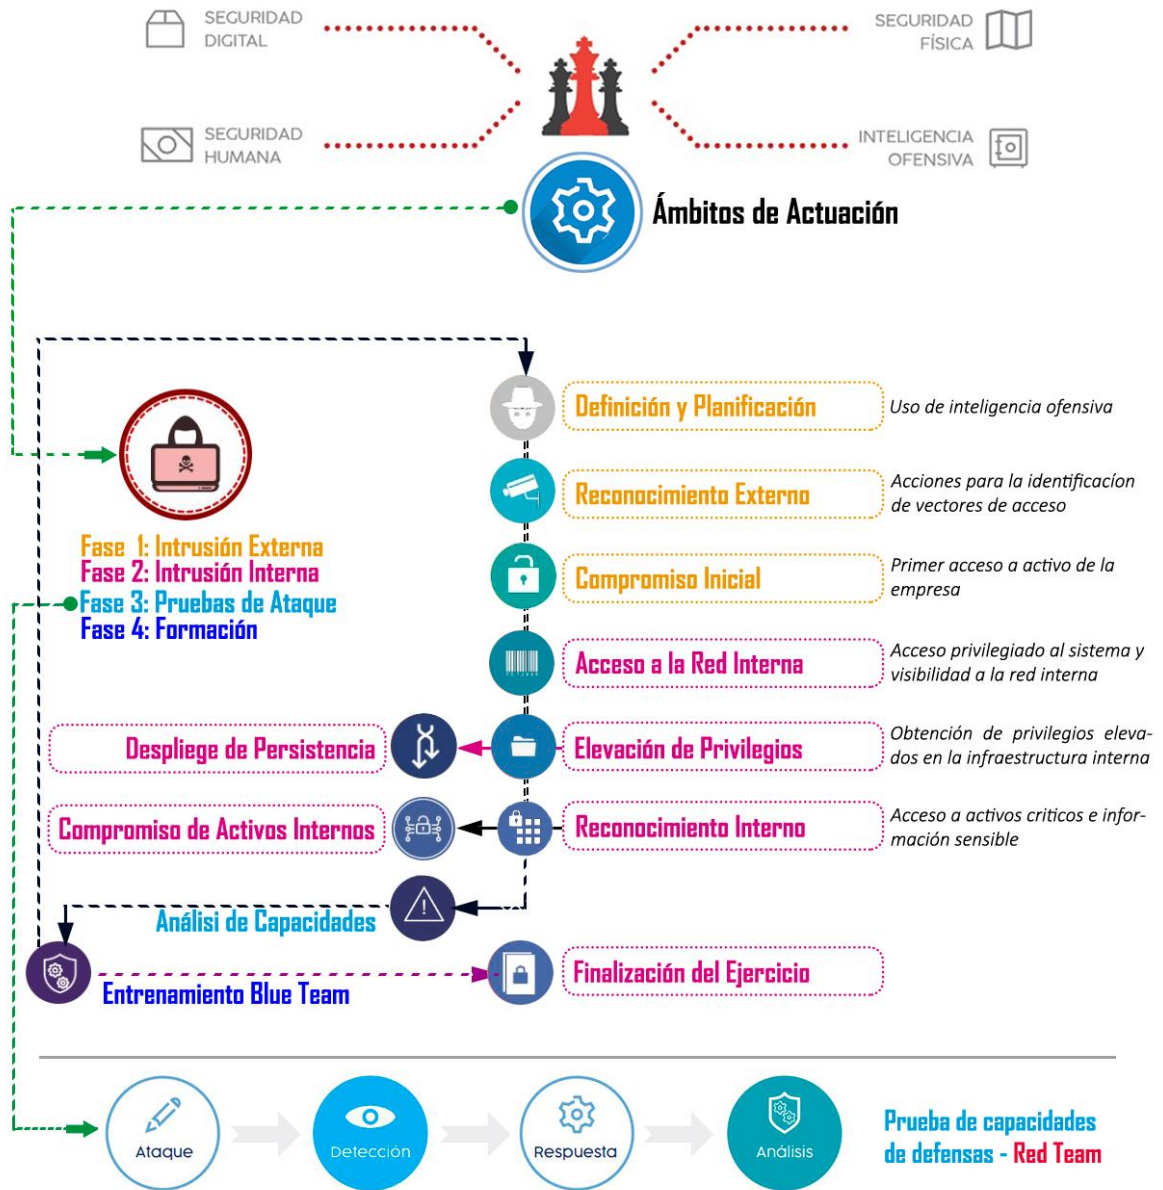 SEGURIDAD
DIGITAL
SEGURIDAD
FÍSICA
SEGURIDAD
HUMANA
INTELIGENCIA
OFENSIVA
Ámbitos de Actuación
Definición y Planificación
Uso de inteligencia ofensiva
Reconocimiento Externo
Acciones para la identificacíon
de vectores de acceso
Fase 1: Intrusión Externa
Fase 2: Intrusión Interna
Fase 3: Pruebas de Ataque
Fase 4: Formación
Compromiso Inicial
Primer acceso a activo de la
empresa
Acceso a la Red Interna
Acceso privilegiado al sistema y
visibilidad a la red interna
Despliege de Persistencia
Elevación de Privilegios
Obtención de privilegios eleva-
dos en la infraestructura interna
Compromiso de Activos Internos
Reconocimiento Interno
Acceso a activos criticos e infor-
mación sensible
Análisi de Capacidades
Entrenamiento Blue Team
Finalización del Ejercicio
Ataque
Detección
Respuesta
Análisis
Prueba de capacidades
de defensas - Red Team